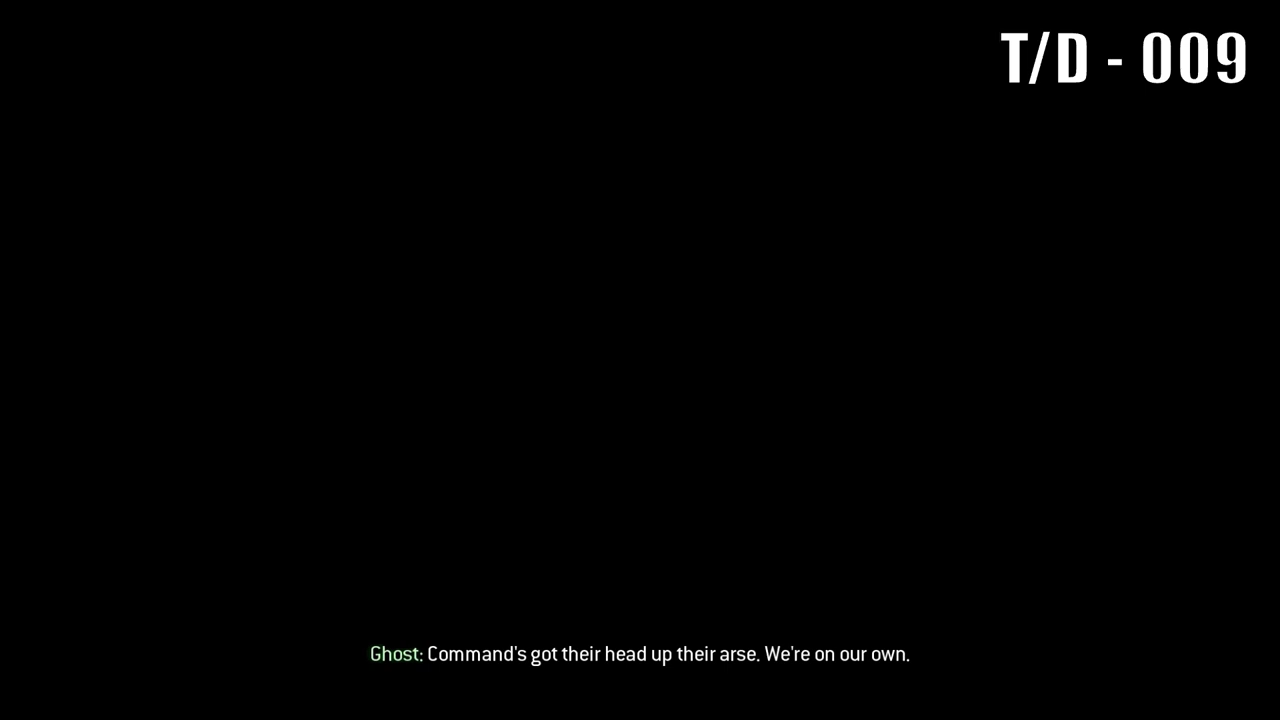 T/D - 009
Ghost: Command's got their head up their arse. We're on our own.